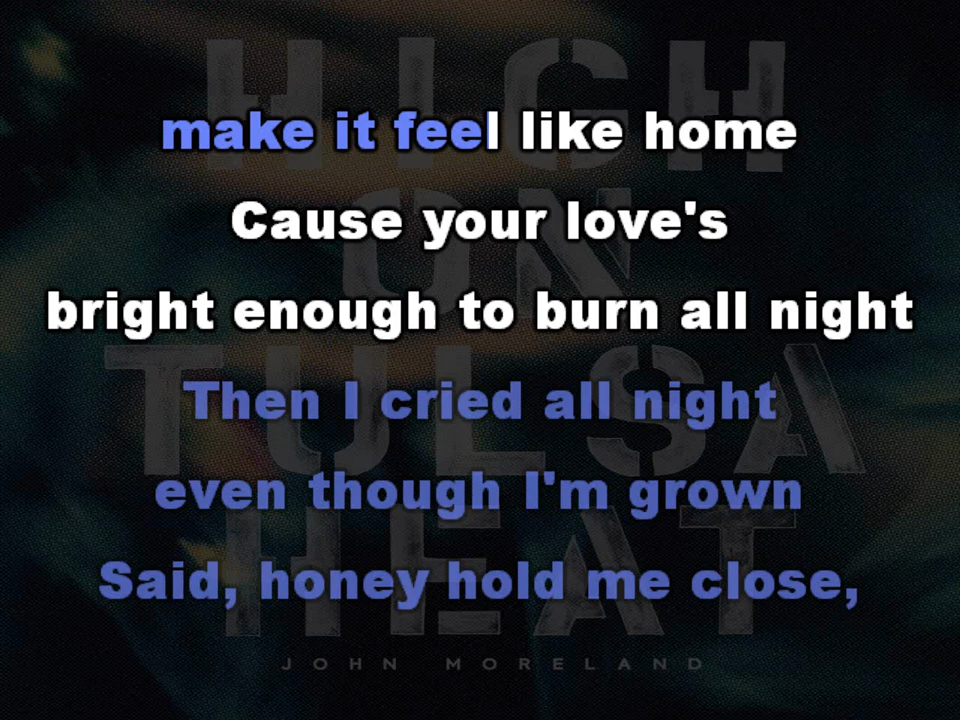 HIGH
make it feel like home
ON
Cause your love's
bright enough to burn all night
TULSA
Then I cried all night
even though I'm grown
HEAT
Said, honey hold me close,
JOHN MORELAND